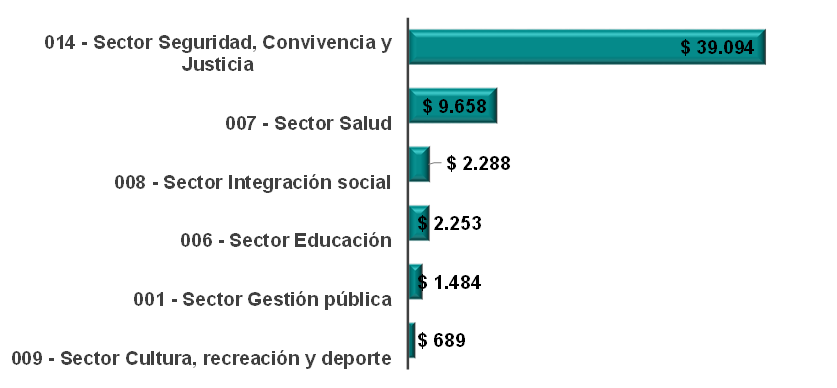 014 - Sector Seguridad, Convivencia y
Justicia
$ 39.094
007 - Sector Salud
$ 9.658
008 - Sector Integración social
$ 2.288
006 - Sector Educación
$ 2.253
001 - Sector Gestión pública
$ 1.484
009 - Sector Cultura, recreación y deporte
$ 689